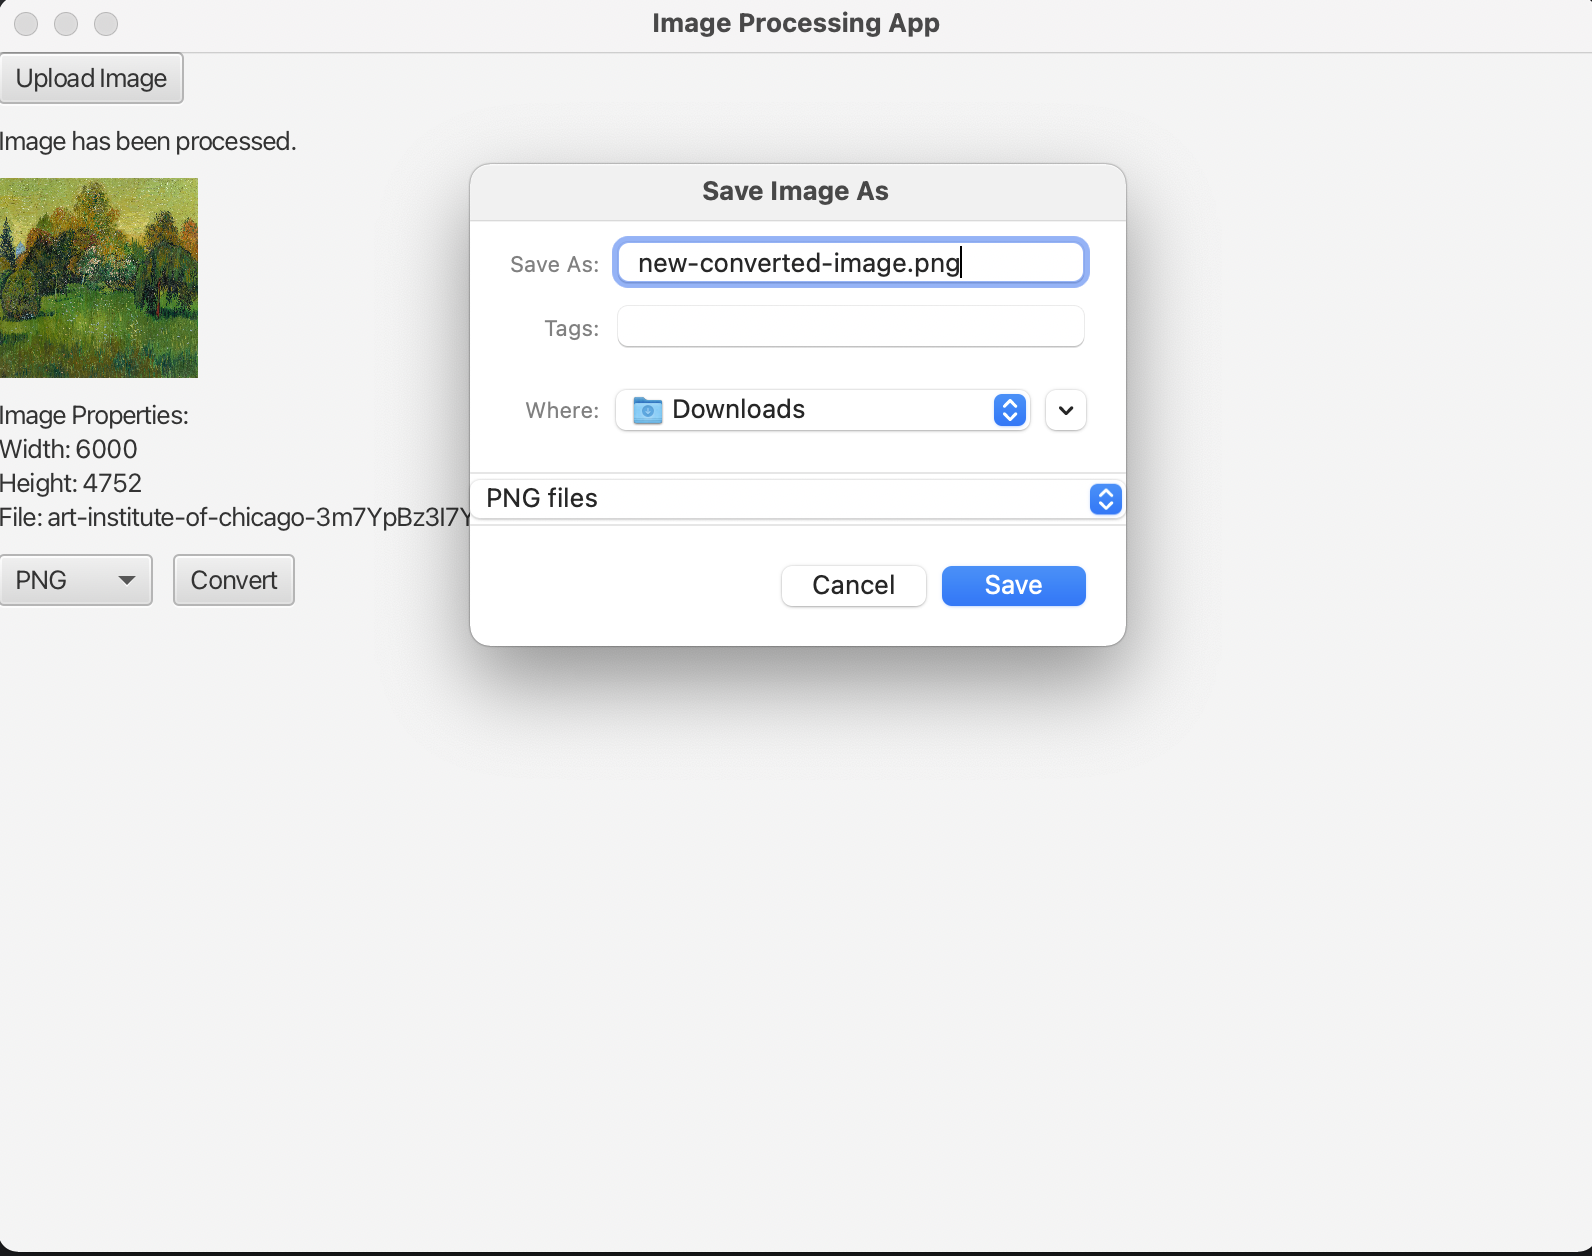 Image Processing App
Upload Image
Image has been processed.
Image Properties:
Width: 6000
Height: 4752
File: art-institute-of-chicago-3m7YpBz3I7Y
PNG
Convert
Save Image As
Save As: new-converted-image.png
Tags:
Where: Downloads
PNG files
Cancel Save